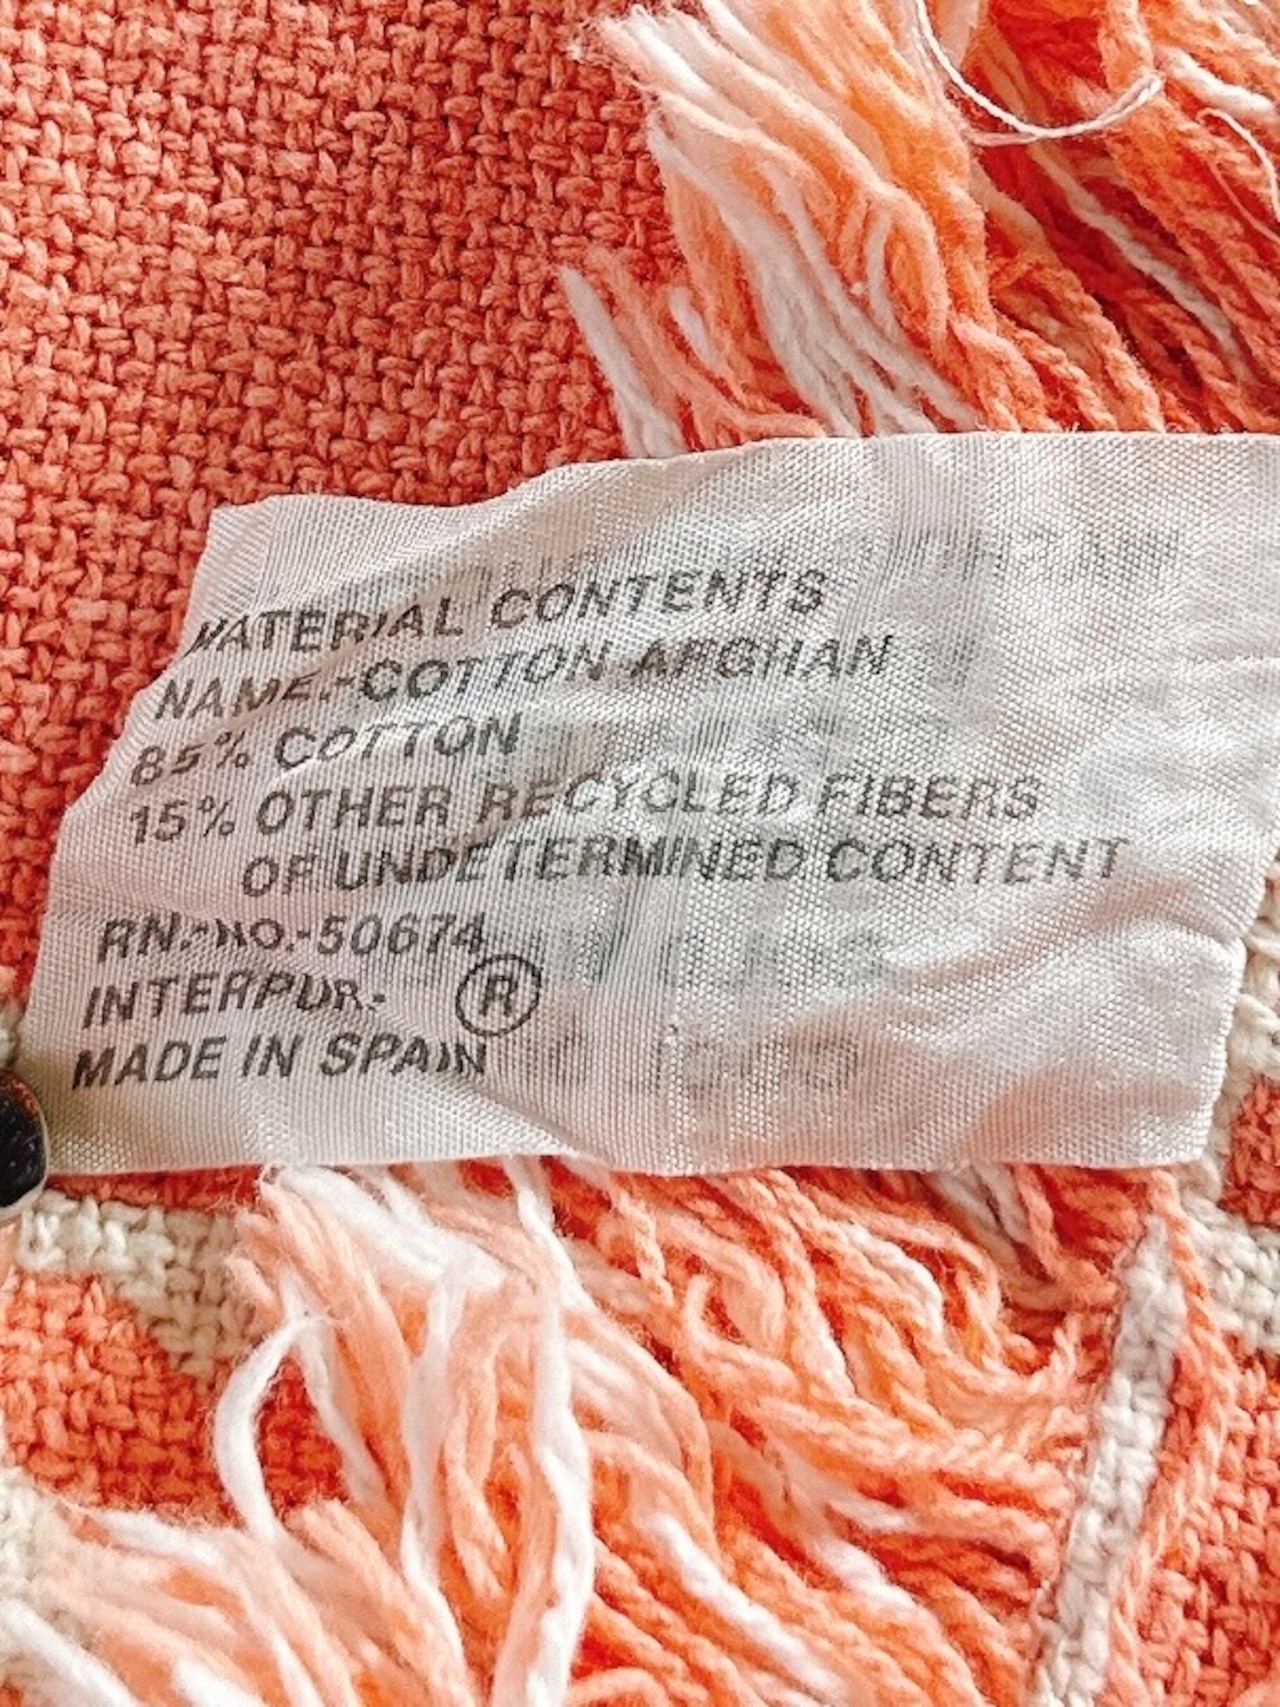 MATERIAL CONTENTS
NAME.-COTTON AFGHAN
85% COTTON
15% OTHER RECYCLED FIBERS
OF UNDETERMINED CONTENT
RN.-NO.-50674
INTERPUR.- ®
MADE IN SPAIN